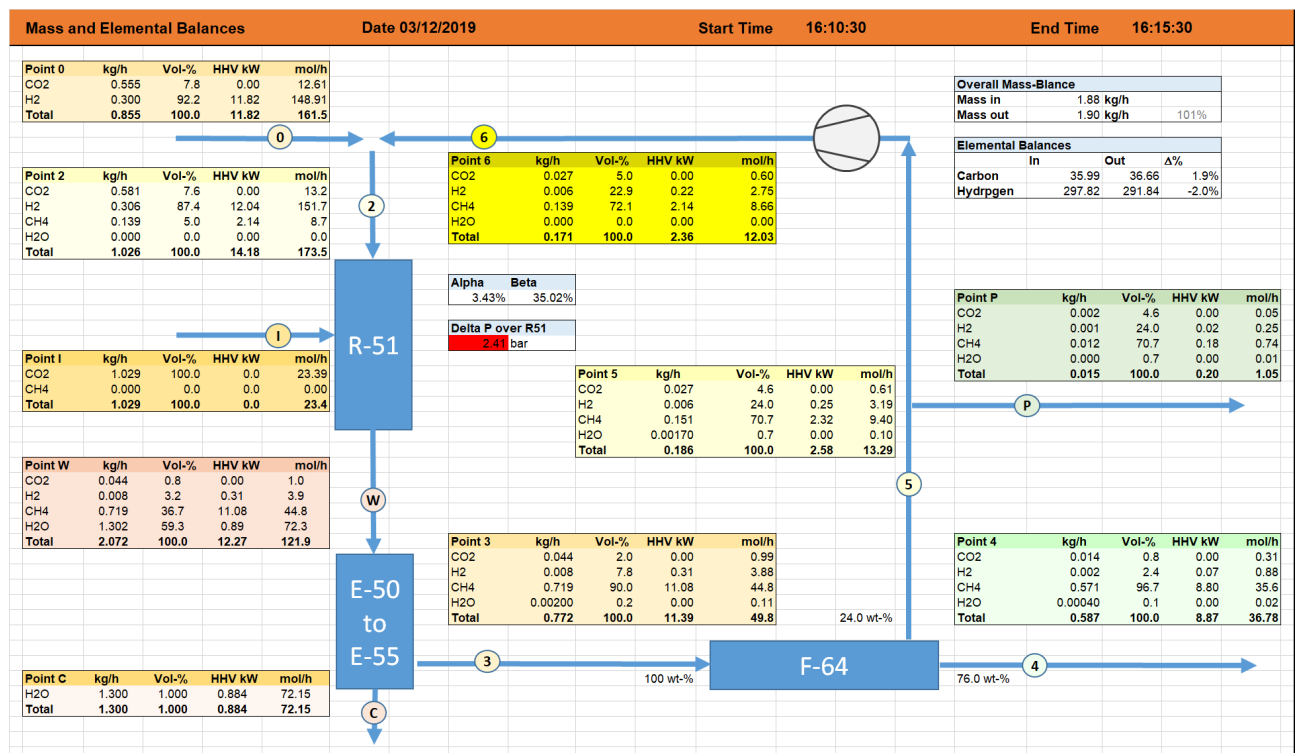 Mass and Elemental Balances Date 03/12/2019 Start Time 16:10:30 End Time 16:15:30
Point 0 kg/h Vol-% HHV kW mol/h
CO2 0.555 7.8 0.00 12.61
H2 0.300 92.2 11.82 148.91
Total 0.855 100.0 11.82 161.5
0
6
Overall Mass-Blance
Mass in 1.88 kg/h
Mass out 1.90 kg/h 101%
Elemental Balances
In Out Δ%
Carbon 35.99 36.66 1.9%
Hydrpgen 297.82 291.84 -2.0%
Point 2 kg/h Vol-% HHV kW mol/h
CO2 0.581 7.6 0.00 13.2
H2 0.306 87.4 12.04 151.7
CH4 0.139 5.0 2.14 8.7
H2O 0.000 0.0 0.00 0.0
Total 1.026 100.0 14.18 173.5
2
Point 6 kg/h Vol-% HHV kW mol/h
CO2 0.027 5.0 0.00 0.60
H2 0.006 22.9 0.22 2.75
CH4 0.139 72.1 2.14 8.66
H2O 0.000 0.0 0.00 0.00
Total 0.171 100.0 2.36 12.03
Alpha Beta
3.43% 35.02%
Delta P over R51
2.41 bar
I
R-51
Point P kg/h Vol-% HHV kW mol/h
CO2 0.002 4.6 0.00 0.05
H2 0.001 24.0 0.02 0.25
CH4 0.012 70.7 0.18 0.74
H2O 0.000 0.7 0.00 0.01
Total 0.015 100.0 0.20 1.05
P
Point I kg/h Vol-% HHV kW mol/h
CO2 1.029 100.0 0.0 23.39
CH4 0.000 0.0 0.0 0.00
Total 1.029 100.0 0.0 23.4
Point 5 kg/h Vol-% HHV kW mol/h
CO2 0.027 4.6 0.00 0.61
H2 0.006 24.0 0.25 3.19
CH4 0.151 70.7 2.32 9.40
H2O 0.00170 0.7 0.00 0.10
Total 0.186 100.0 2.58 13.29
5
Point W kg/h Vol-% HHV kW mol/h
CO2 0.044 0.8 0.00 1.0
H2 0.008 3.2 0.31 3.9
CH4 0.719 36.7 11.08 44.8
H2O 1.302 59.3 0.89 72.3
Total 2.072 100.0 12.27 121.9
W
Point 3 kg/h Vol-% HHV kW mol/h
CO2 0.044 2.0 0.00 0.99
H2 0.008 7.8 0.31 3.88
CH4 0.719 90.0 11.08 44.8
H2O 0.00200 0.2 0.00 0.11
Total 0.772 100.0 11.39 49.8
24.0 wt-%
Point 4 kg/h Vol-% HHV kW mol/h
CO2 0.014 0.8 0.00 0.31
H2 0.002 2.4 0.07 0.88
CH4 0.571 96.7 8.80 35.6
H2O 0.00040 0.1 0.00 0.02
Total 0.587 100.0 8.87 36.78
E-50
to
E-55
3
100 wt-%
F-64
4
76.0 wt-%
Point C kg/h Vol-% HHV kW mol/h
H2O 1.300 1.000 0.884 72.15
Total 1.300 1.000 0.884 72.15
C